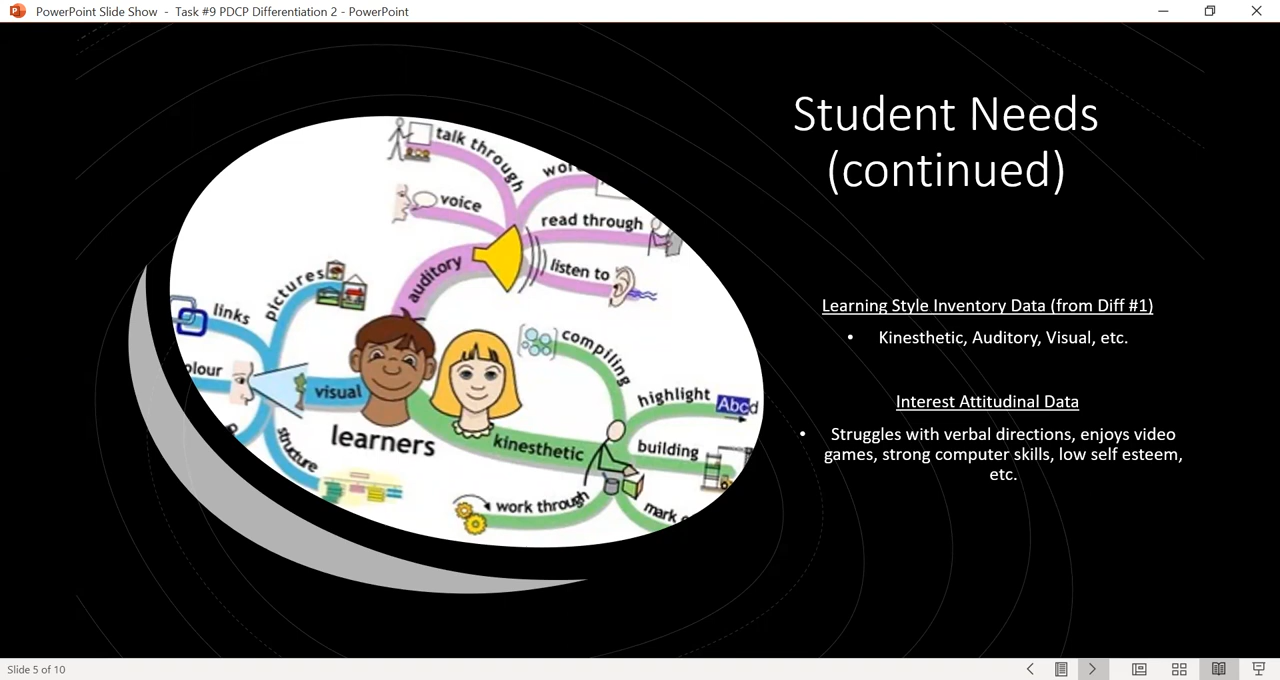 PowerPoint Slide Show - Task #9 PDCP Differentiation 2 - PowerPoint
Student Needs
(continued)
talk through
voice
read through
listen to
auditory
pictures
links
visual
structure
learners
compiling
highlight
Abcd
kinesthetic
building
work through
mark
Learning Style Inventory Data (from Diff #1)
• Kinesthetic, Auditory, Visual, etc.
Interest Attitudinal Data
• Struggles with verbal directions, enjoys video
games, strong computer skills, low self esteem,
etc.
Slide 5 of 10